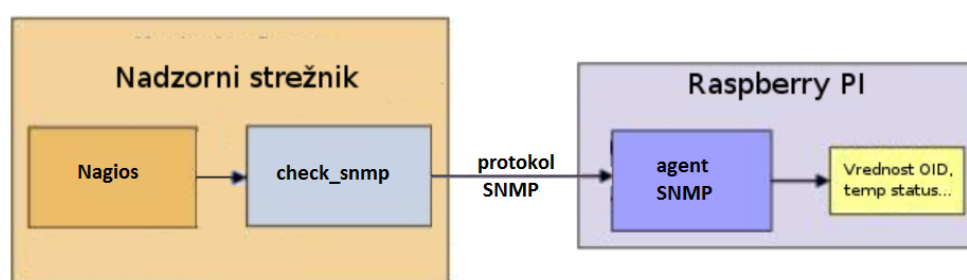 Nadzorni strežnik
Raspberry PI
Nagios
check_snmp
protokol
SNMP
agent
SNMP
Vrednost OID,
temp status...